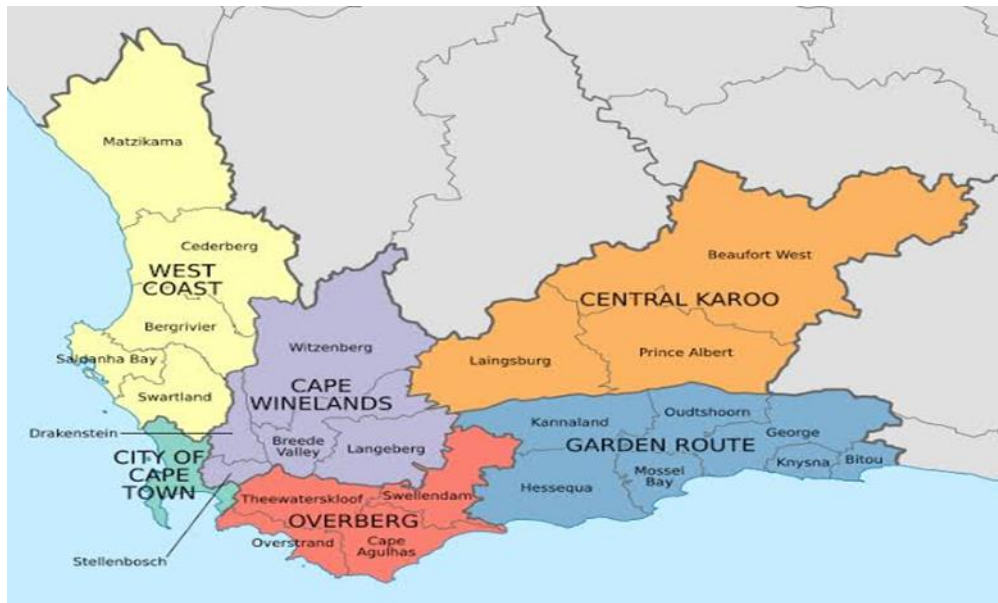 Matzikama
Cederberg
WEST
COAST
Bergrivier
Saldanha Bay
Swartland
Drakenstein
CITY OF
CAPE
TOWN
Stellenbosch
Witzenberg
CAPE
WINELANDS
Breede
Valley
Langeberg
Theewaterskloof
Swellendam
OVERBERG
Overstrand
Cape
Agulhas
Beaufort West
CENTRAL KAROO
Laingsburg
Prince Albert
Kannaland
Oudtshoorn
George
GARDEN ROUTE
Hessequa
Mossel
Bay
Knysna
Bitou